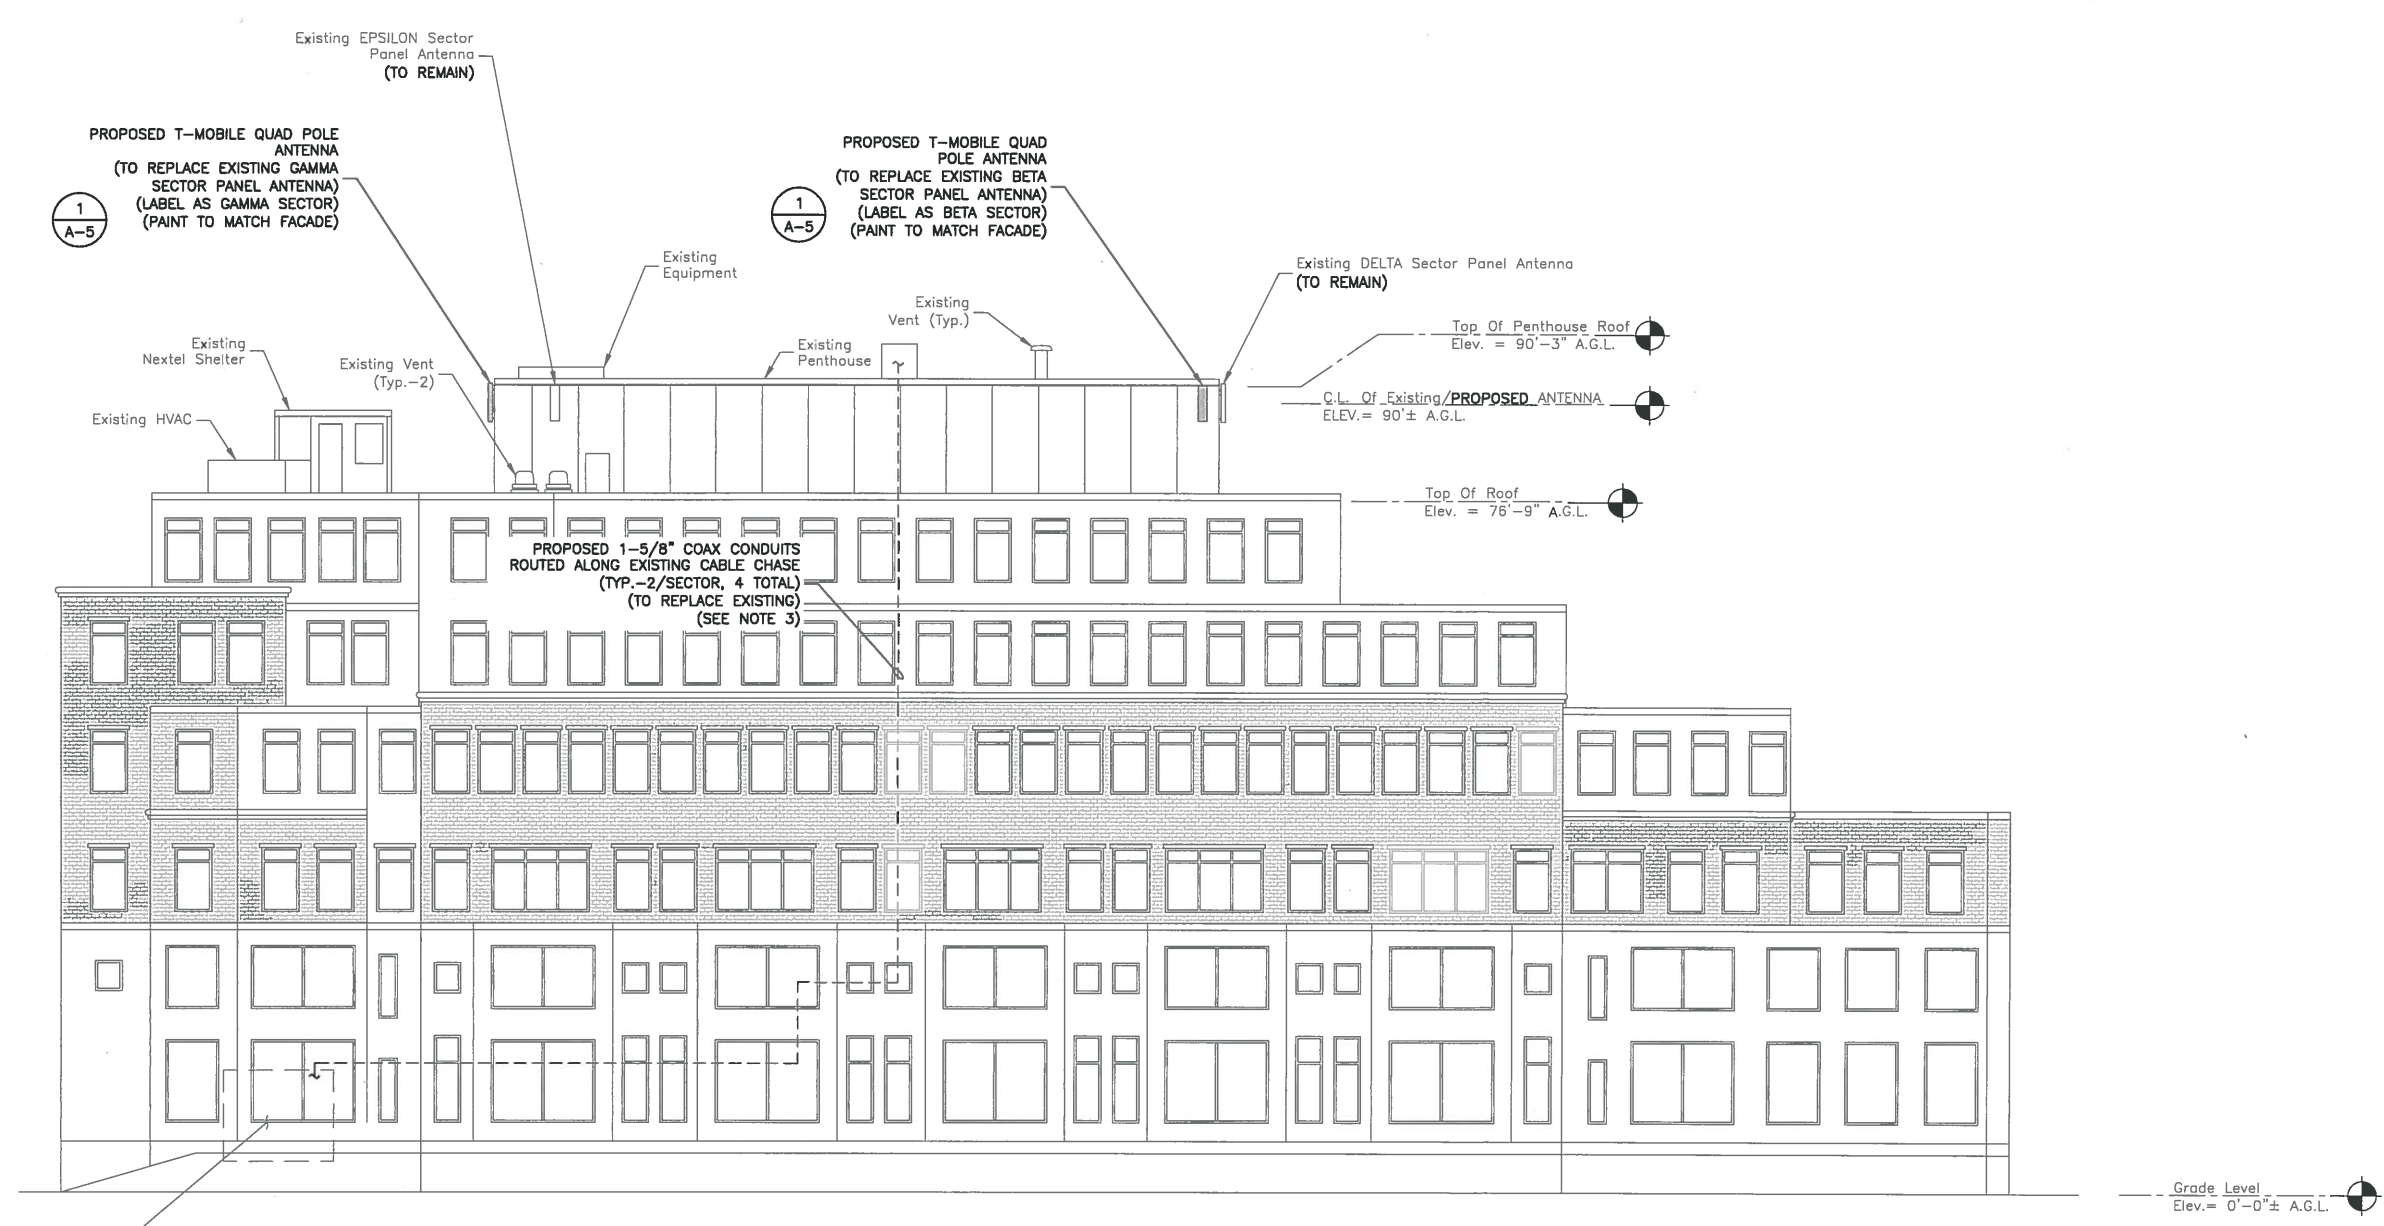 Existing EPSILON Sector
Panel Antenna
(TO REMAIN)
PROPOSED T-MOBILE QUAD POLE
ANTENNA
(TO REPLACE EXISTING GAMMA
SECTOR PANEL ANTENNA)
(LABEL AS GAMMA SECTOR)
(PAINT TO MATCH FACADE)
1
A-5
PROPOSED T-MOBILE QUAD
POLE ANTENNA
(TO REPLACE EXISTING BETA
SECTOR PANEL ANTENNA)
(LABEL AS BETA SECTOR)
(PAINT TO MATCH FACADE)
1
A-5
Existing
Equipment
Existing DELTA Sector Panel Antenna
(TO REMAIN)
Existing
Vent (Typ.)
Existing
Nextel Shelter
Existing Vent
(Typ.-2)
Existing
Penthouse
Existing HVAC
Top Of Penthouse Roof
Elev. = 90'-3" A.G.L.
C.L. Of Existing/PROPOSED ANTENNA
ELEV.= 90'± A.G.L.
Top Of Roof
Elev. = 76'-9" A.G.L.
PROPOSED 1-5/8" COAX CONDUITS
ROUTED ALONG EXISTING CABLE CHASE
(TYP.-2/SECTOR, 4 TOTAL)
(TO REPLACE EXISTING)
(SEE NOTE 3)
Grade Level
Elev.= 0'-0"± A.G.L.